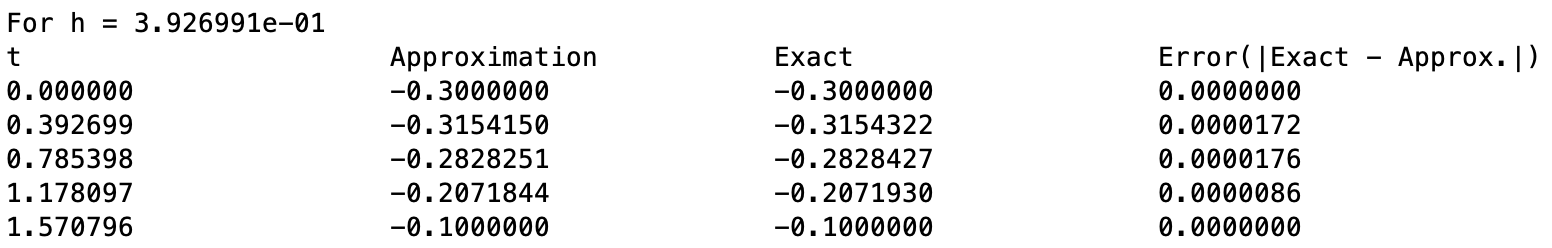 For h = 3.926991e-01
t Approximation Exact Error(|Exact - Approx.|)
0.000000 -0.3000000 -0.3000000 0.0000000
0.392699 -0.3154150 -0.3154322 0.0000172
0.785398 -0.2828251 -0.2828427 0.0000176
1.178097 -0.2071844 -0.2071930 0.0000086
1.570796 -0.1000000 -0.1000000 0.0000000